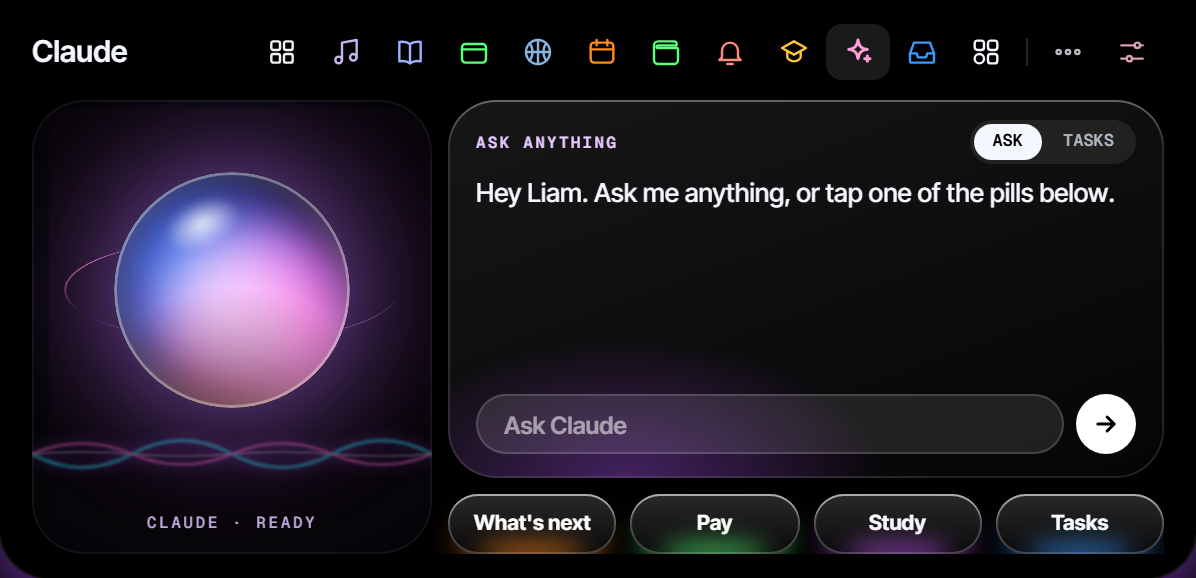 Claude
ASK ANYTHING
ASK
TASKS
Hey Liam. Ask me anything, or tap one of the pills below.
Ask Claude
CLAUDE · READY
What's next
Pay
Study
Tasks